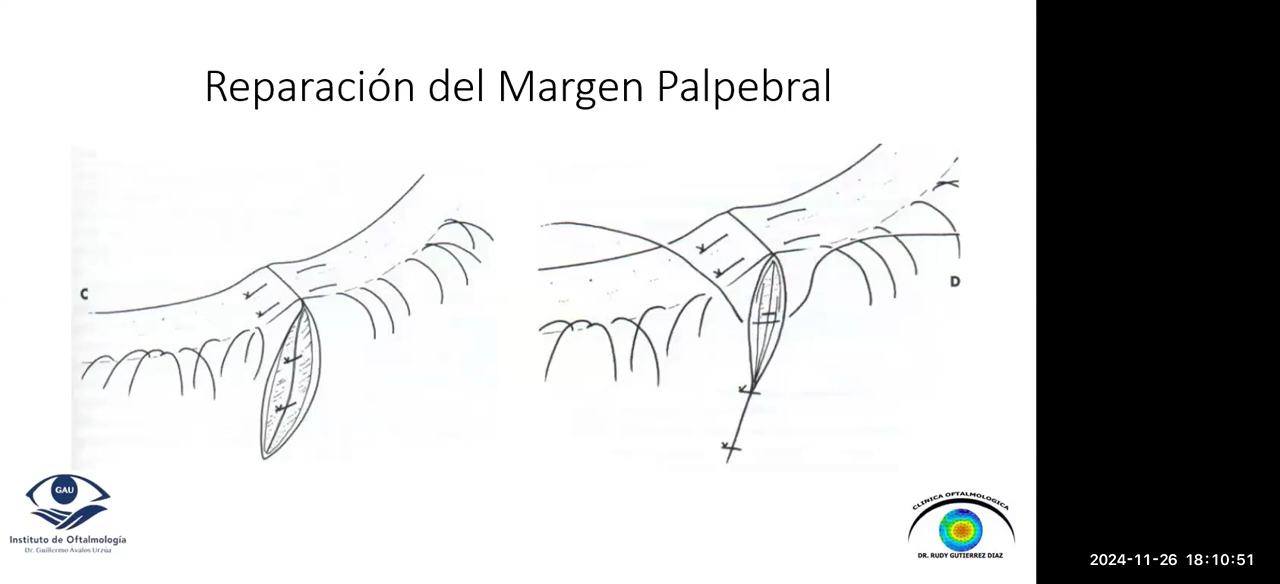 Reparación del Margen Palpebral
C
D
GAU
Instituto de Oftalmología
Dr. Guillermo Avalos Urzúa
CLINICA OFTALMOLOGICA
DR. RUDY GUTIERREZ DIAZ
2024-11-26 18:10:51